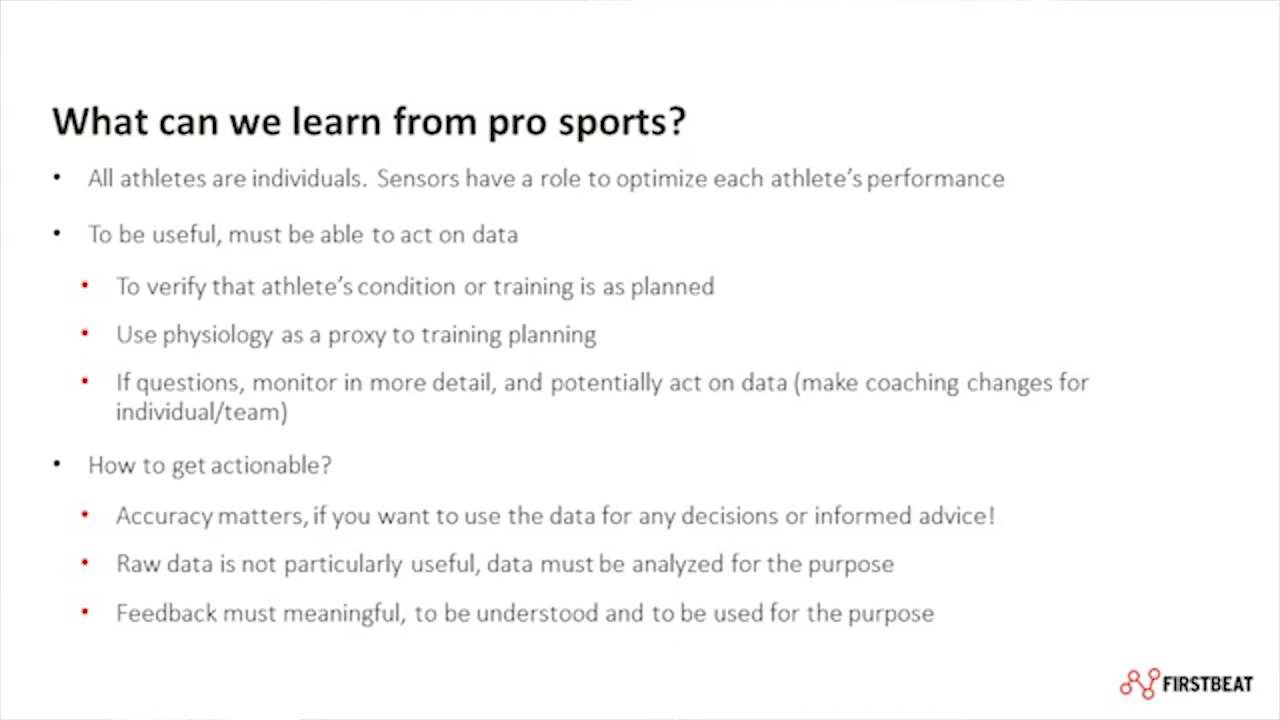 What can we learn from pro sports?
• All athletes are individuals. Sensors have a role to optimize each athlete's performance
• To be useful, must be able to act on data
• To verify that athlete's condition or training is as planned
• Use physiology as a proxy to training planning
• If questions, monitor in more detail, and potentially act on data (make coaching changes for
individual/team)
• How to get actionable?
• Accuracy matters, if you want to use the data for any decisions or informed advice!
• Raw data is not particularly useful, data must be analyzed for the purpose
• Feedback must meaningful, to be understood and to be used for the purpose
FIRSTBEAT